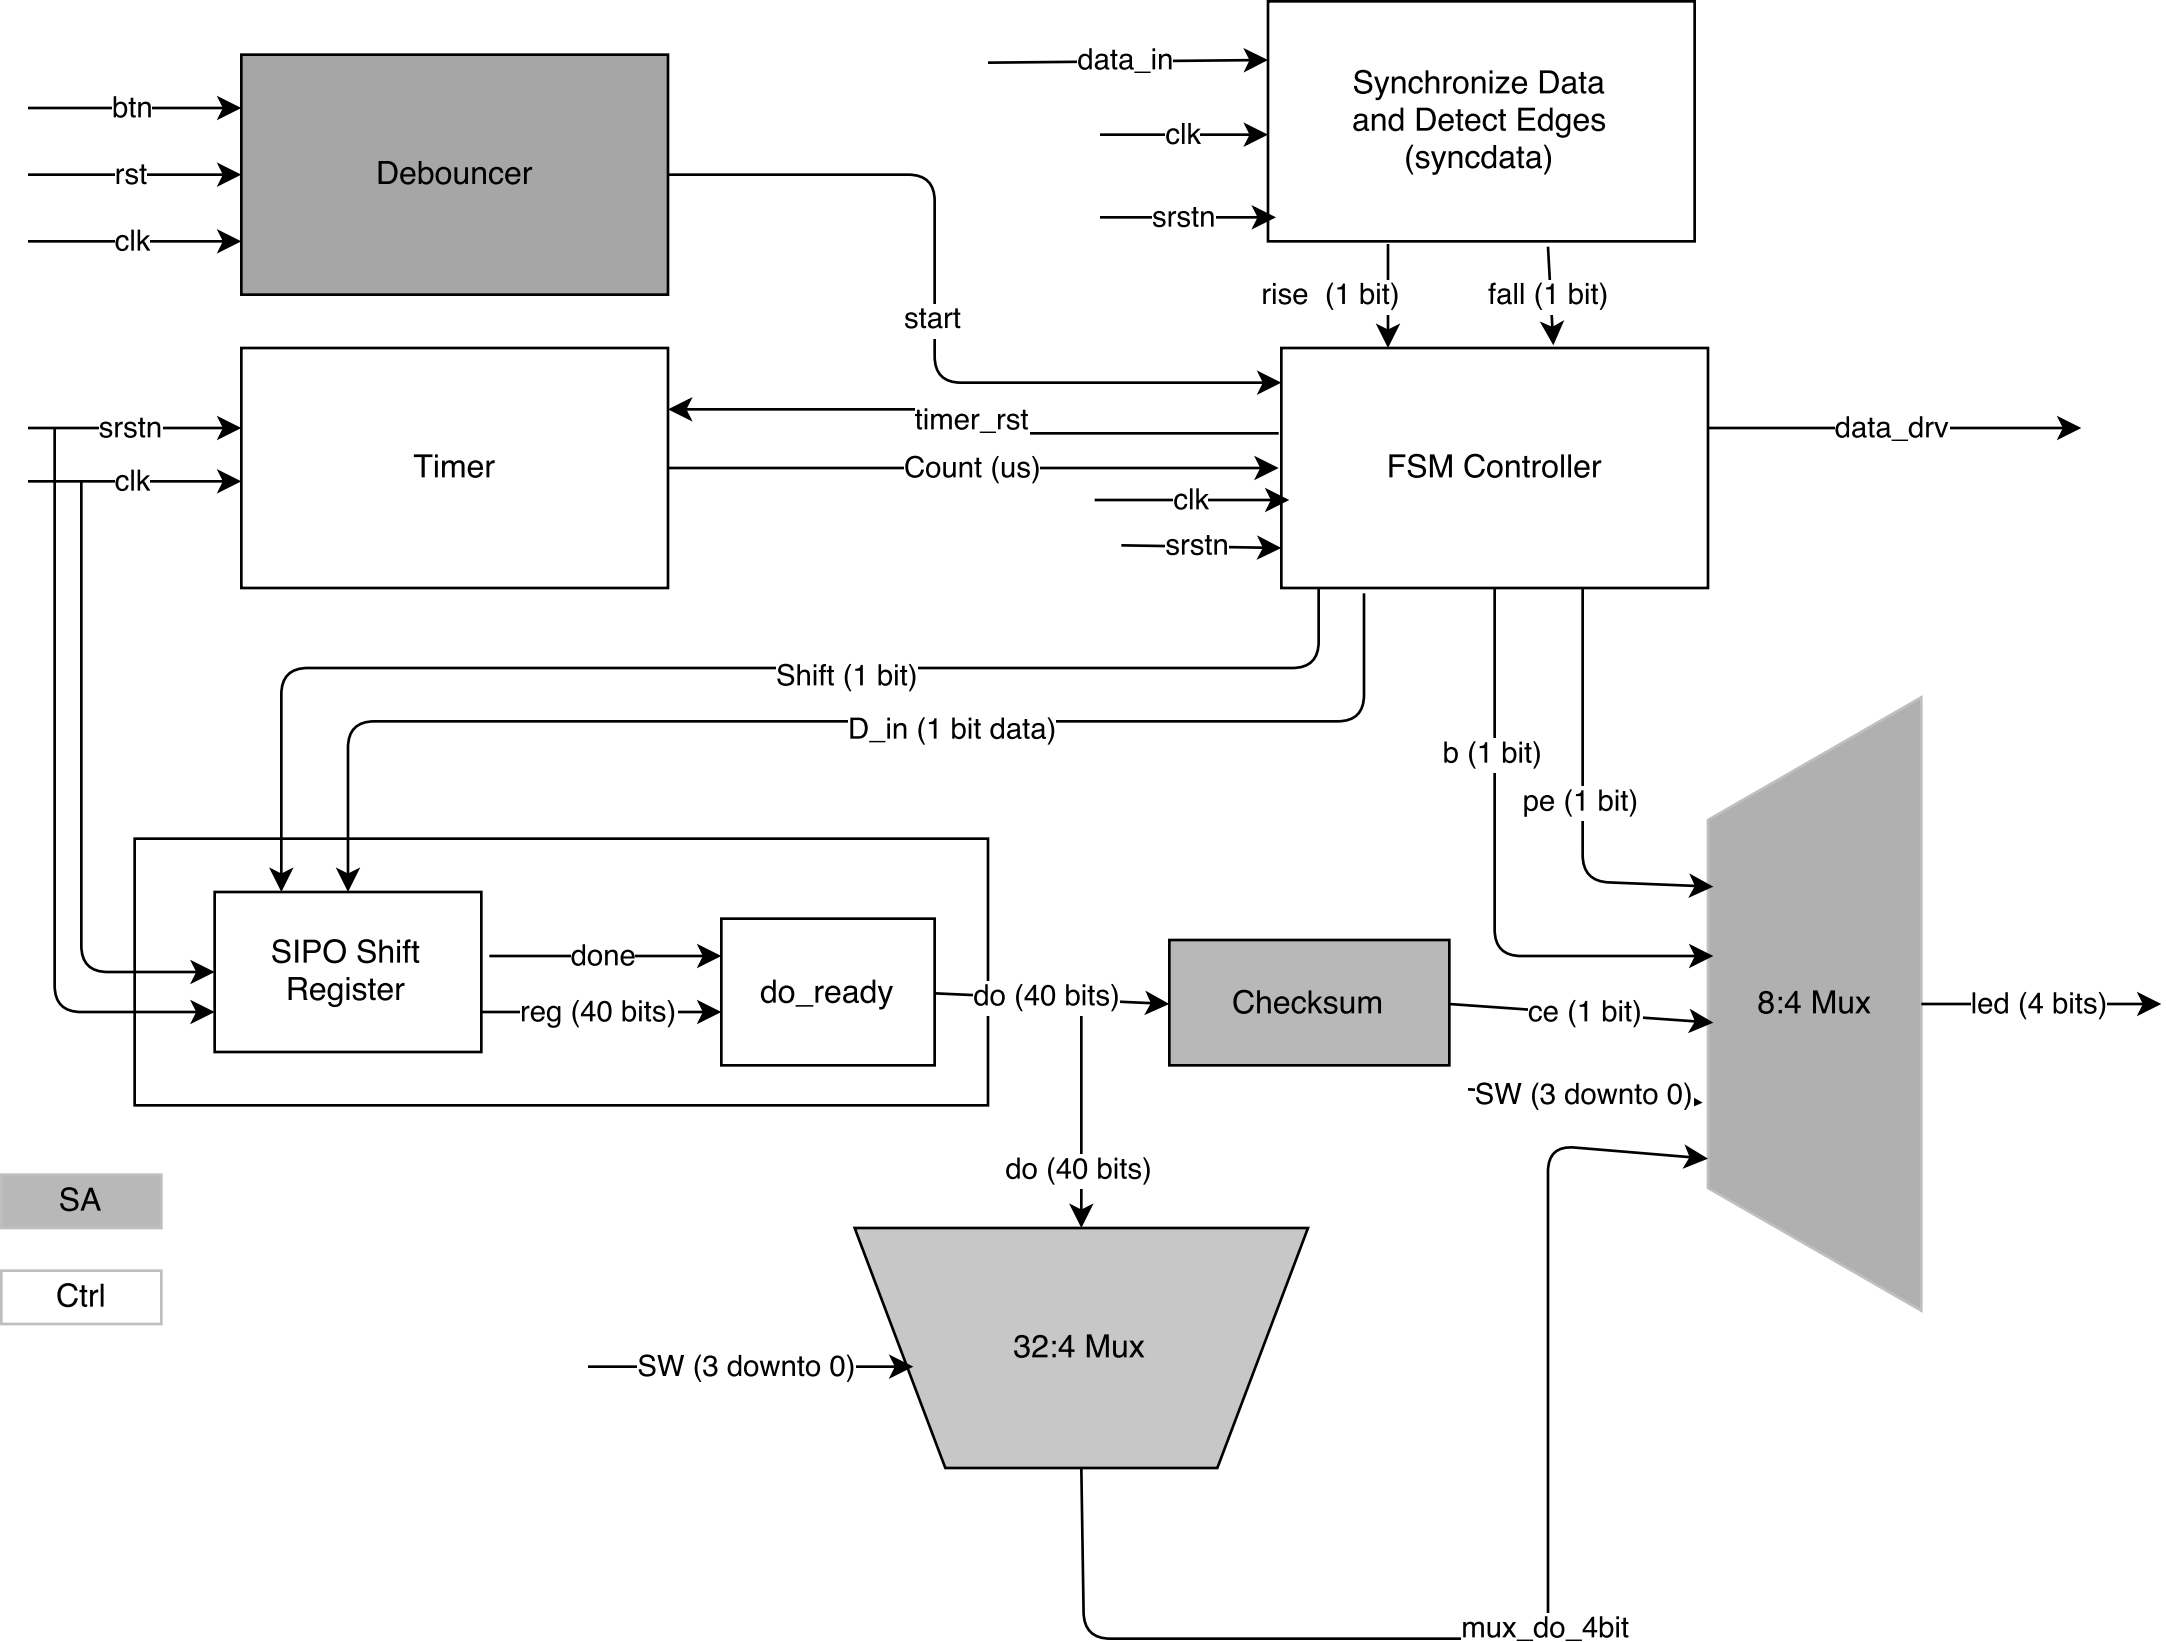 data_in
Synchronize Data
and Detect Edges
(syncdata)
clk
srstn
btn
rst
clk
Debouncer
rise (1 bit)
fall (1 bit)
start
srstn
clk
Timer
timer_rst
Count (us)
clk
srstn
FSM Controller
data_drv
Shift (1 bit)
D_in (1 bit data)
b (1 bit)
pe (1 bit)
SIPO Shift
Register
done
reg (40 bits)
do_ready
do (40 bits)
Checksum
ce (1 bit)
8:4 Mux
led (4 bits)
SW (3 downto 0)
do (40 bits)
SA
Ctrl
32:4 Mux
SW (3 downto 0)
mux_do_4bit